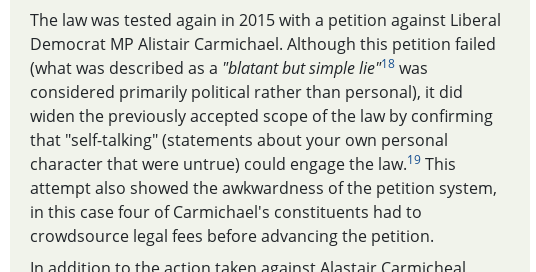 The law was tested again in 2015 with a petition against Liberal
Democrat MP Alistair Carmichael. Although this petition failed
(what was described as a "blatant but simple lie"18 was
considered primarily political rather than personal), it did
widen the previously accepted scope of the law by confirming
that "self-talking" (statements about your own personal
character that were untrue) could engage the law.19 This
attempt also showed the awkwardness of the petition system,
in this case four of Carmichael's constituents had to
crowdsource legal fees before advancing the petition.
In addition to the action taken against Alastair Carmicheal